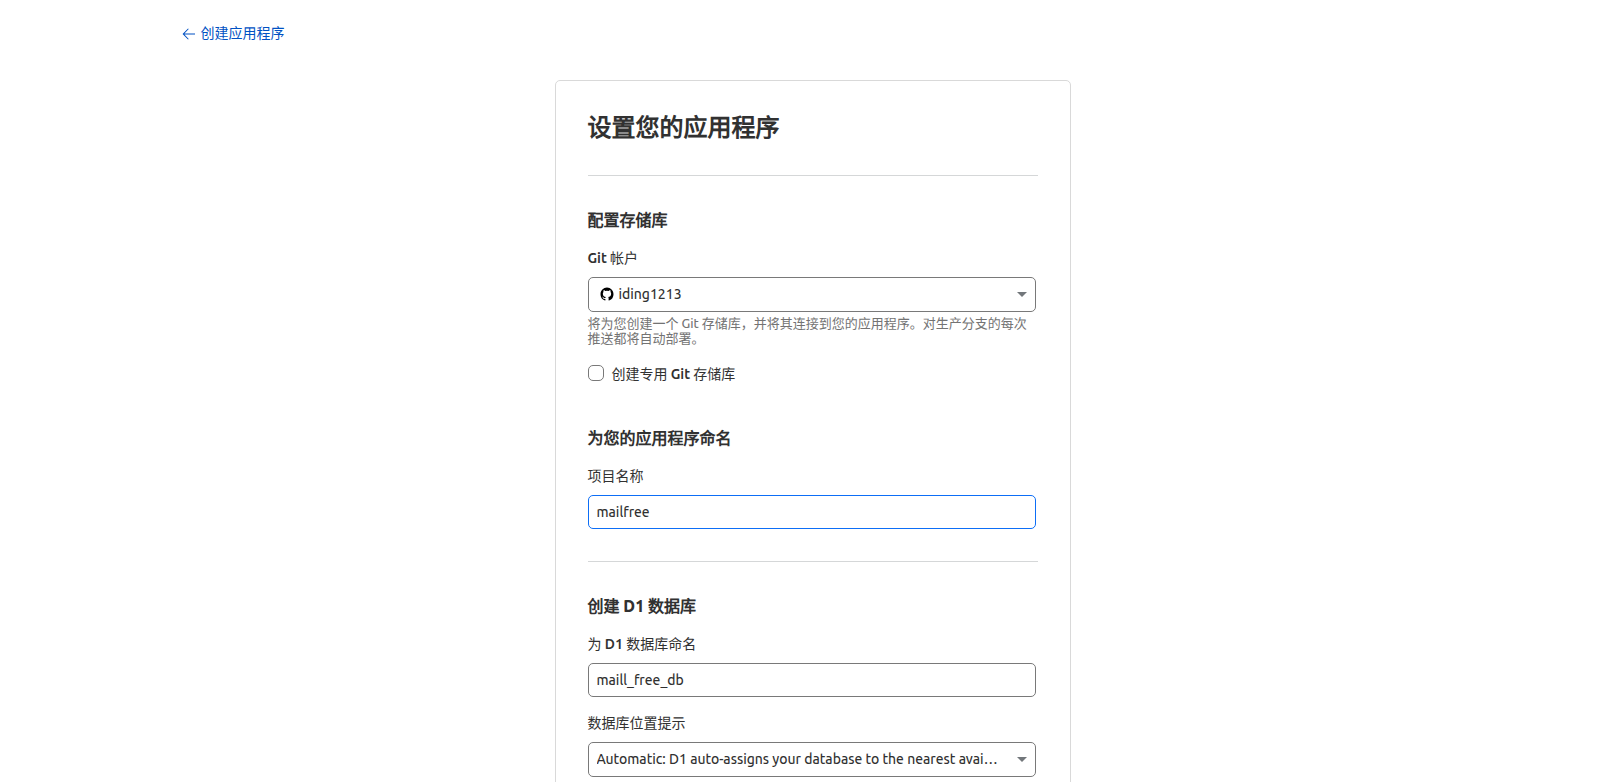 创建应用程序
设置您的应用程序
配置存储库
Git 帐户
iding1213
将为您创建一个 Git 存储库，并将其连接到您的应用程序。对生产分支的每次
推送都将自动部署。
创建专用 Git 存储库
为您的应用程序命名
项目名称
mailfree
创建 D1 数据库
为 D1 数据库命名
maill_free_db
数据库位置提示
Automatic: D1 auto-assigns your database to the nearest avai...